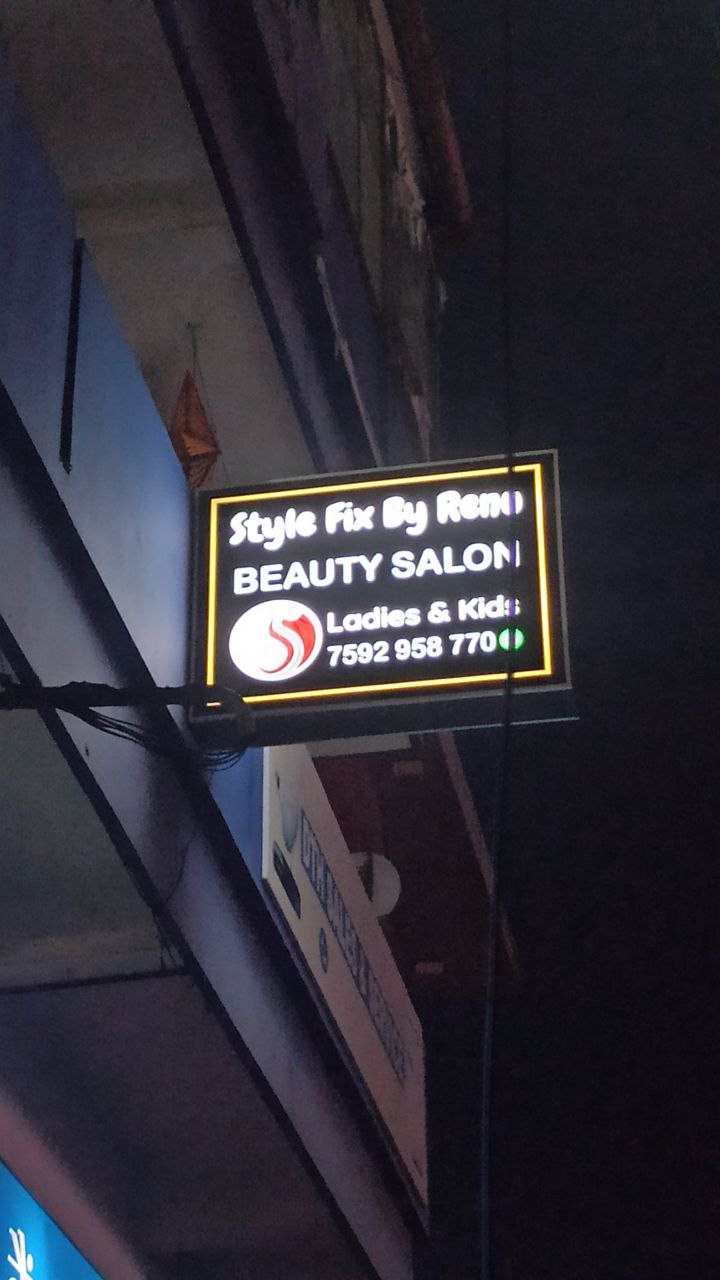 Style Fix By Reno
BEAUTY SALON
Ladies & Kids
7592 958 770